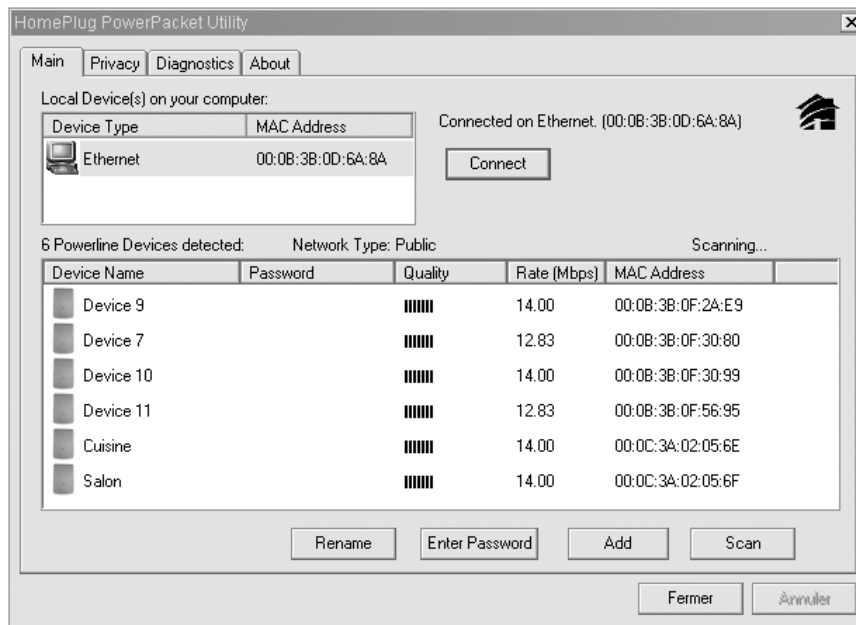 HomePlug PowerPacket Utility
Main Privacy Diagnostics About
Local Device(s) on your computer:
Device Type MAC Address
Ethernet 00:0B:3B:0D:6A:8A
Connected on Ethernet. (00:0B:3B:0D:6A:8A)
Connect
6 Powerline Devices detected: Network Type: Public Scanning...
Device Name Password Quality Rate (Mbps) MAC Address
Device 9 14.00 00:0B:3B:0F:2A:E9
Device 7 12.83 00:0B:3B:0F:30:80
Device 10 14.00 00:0B:3B:0F:30:99
Device 11 12.83 00:0B:3B:0F:56:95
Cuisine 14.00 00:0C:3A:02:05:6E
Salon 14.00 00:0C:3A:02:05:6F
Rename Enter Password Add Scan
Fermer Annuler